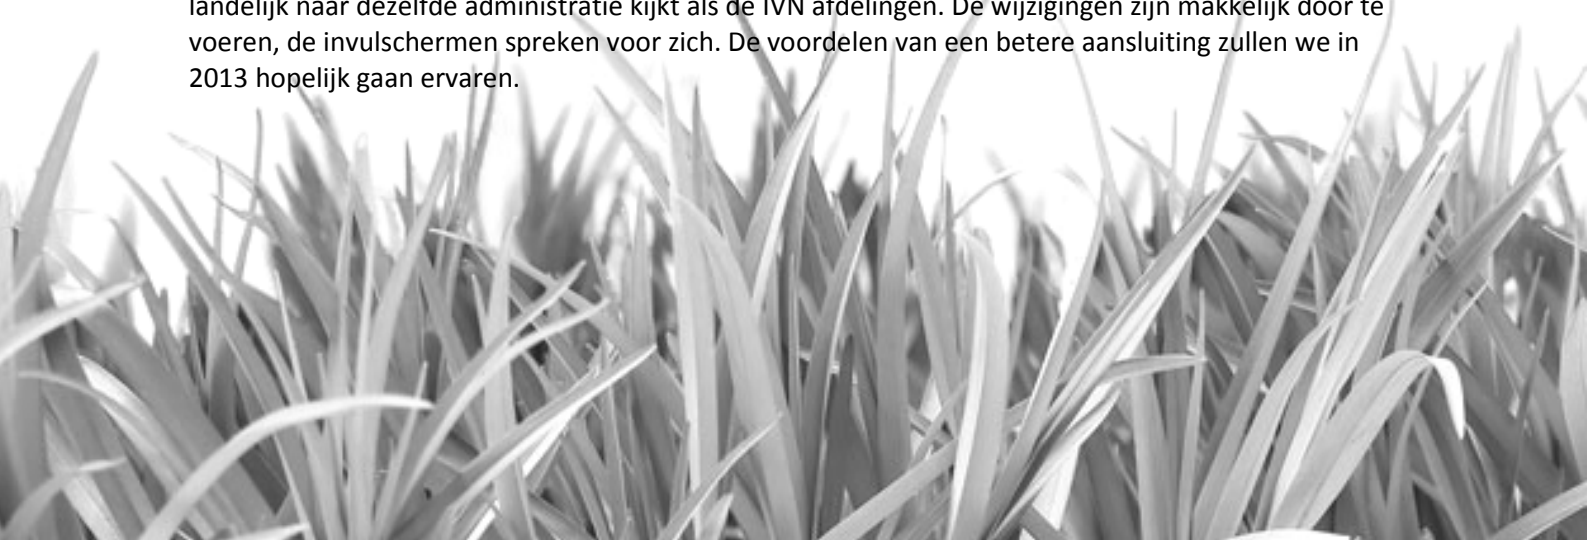 landelijk naar dezelfde administratie kijkt als de IVN afdelingen. De wijzigingen zijn makkelijk door te
voeren, de invulschermen spreken voor zich. De voordelen van een betere aansluiting zullen we in
2013 hopelijk gaan ervaren.